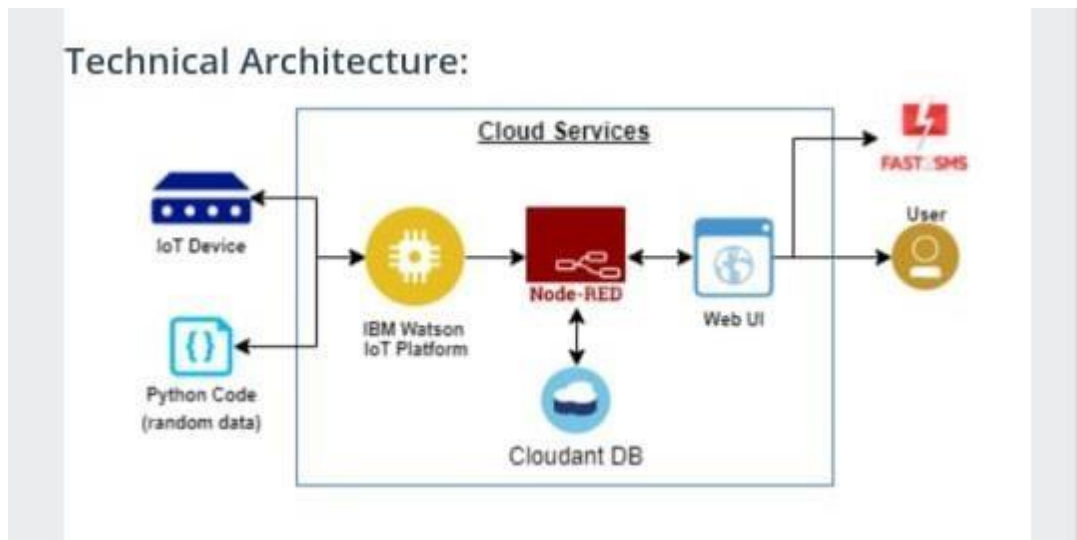 Technical Architecture:
Cloud Services
FAST2SMS
User
IoT Device
Node-RED
Web UI
IBM Watson
IoT Platform
Python Code
(random data)
Cloudant DB